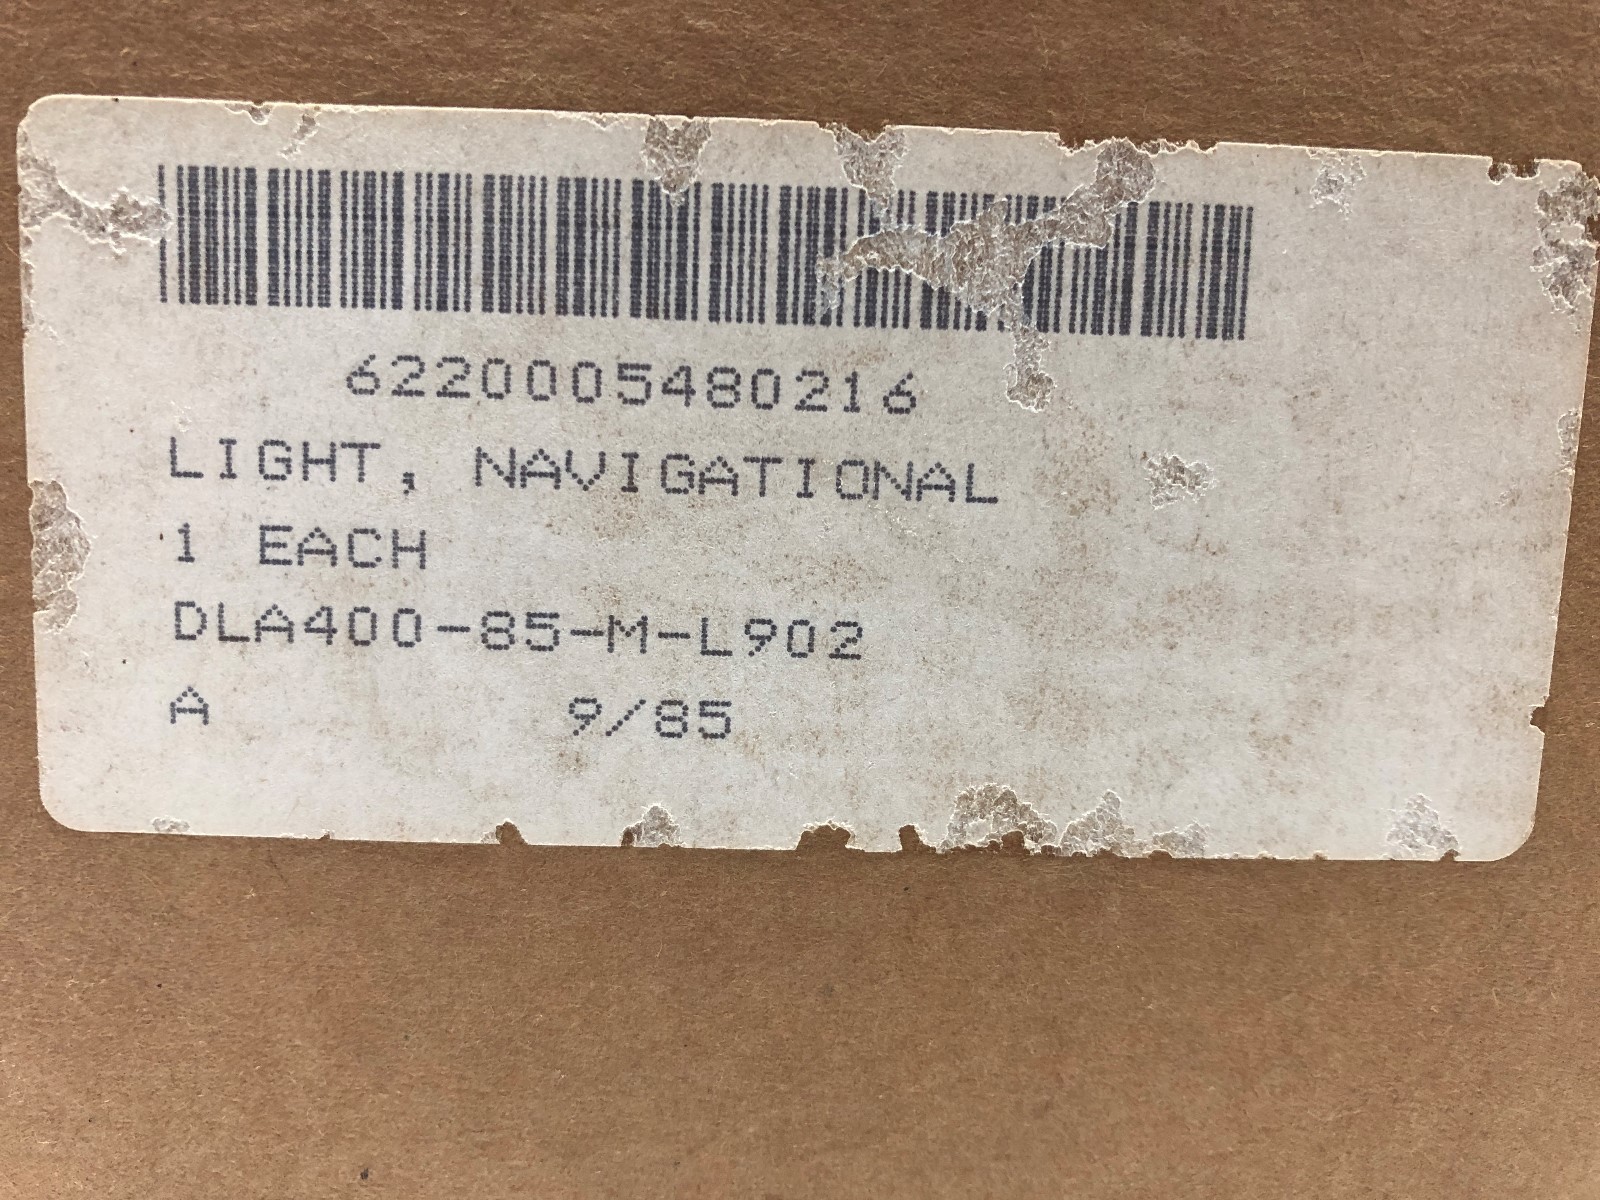 6220005480216
LIGHT, NAVIGATIONAL
1 EACH
DLA400-85-M-L902
A 9/85